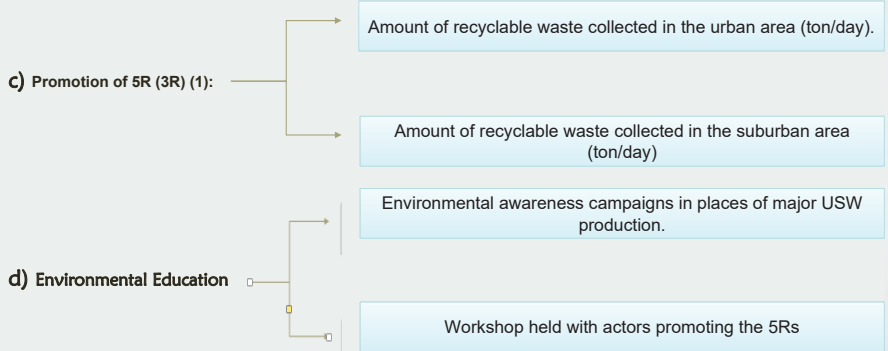 Amount of recyclable waste collected in the urban area (ton/day).
c) Promotion of 5R (3R) (1):
Amount of recyclable waste collected in the suburban area
(ton/day)
Environmental awareness campaigns in places of major USW
production.
d) Environmental Education
Workshop held with actors promoting the 5Rs